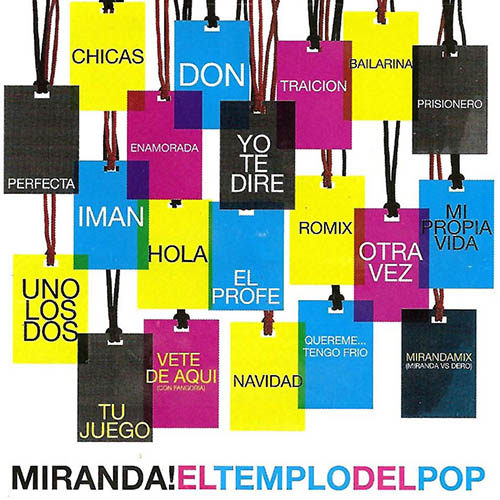 CHICAS
DON
TRAICION
BAILARINA
PRISIONERO
PERFECTA
ENAMORADA
YO
TE
DIRE
IMAN
HOLA
EL
PROFE
ROMIX
OTRA
VEZ
MI
PROPIA
VIDA
UNO
LOS
DOS
TU
JUEGO
VETE
DE AQUI
(CON FANGORIA)
NAVIDAD
QUEREME...
TENGO FRIO
MIRANDAMIX
(MIRANDA VS DERO)
MIRANDA!ELTEMPLODELPOP